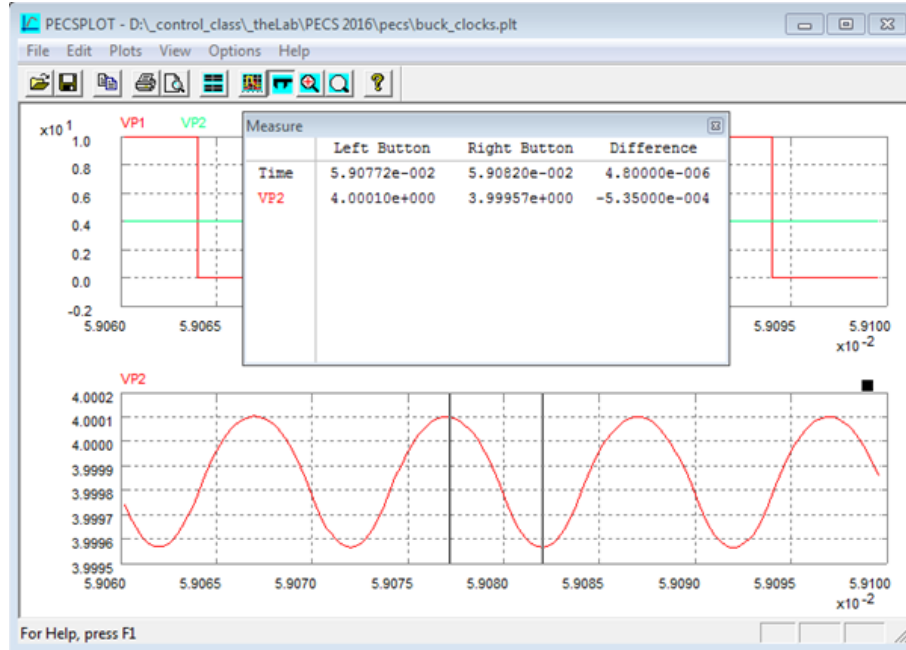 PECSPLOT - D:\_control_class\_theLab\PECS 2016\pecs\buck_clocks.plt
File Edit Plots View Options Help
x10 1
VP1 VP2
1.0
0.8
0.6
0.4
0.2
0.0
-0.2
5.9060 5.9065 5.9095 5.9100
x10 -2
Measure
Left Button Right Button Difference
Time 5.90772e-002 5.90820e-002 4.80000e-006
VP2 4.00010e+000 3.99957e+000 -5.35000e-004
VP2
4.0002
4.0001
4.0000
3.9999
3.9998
3.9997
3.9996
3.9995
5.9060 5.9065 5.9070 5.9075 5.9080 5.9085 5.9090 5.9095 5.9100
x10 -2
For Help, press F1